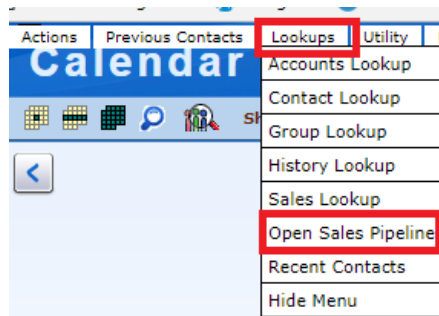 Actions Previous Contacts Lookups Utility
Calendar
Accounts Lookup
Contact Lookup
Group Lookup
History Lookup
Sales Lookup
Open Sales Pipeline
Recent Contacts
Hide Menu